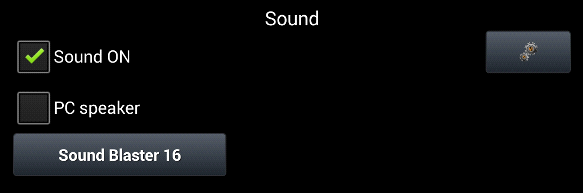 Sound
Sound ON
PC speaker
Sound Blaster 16